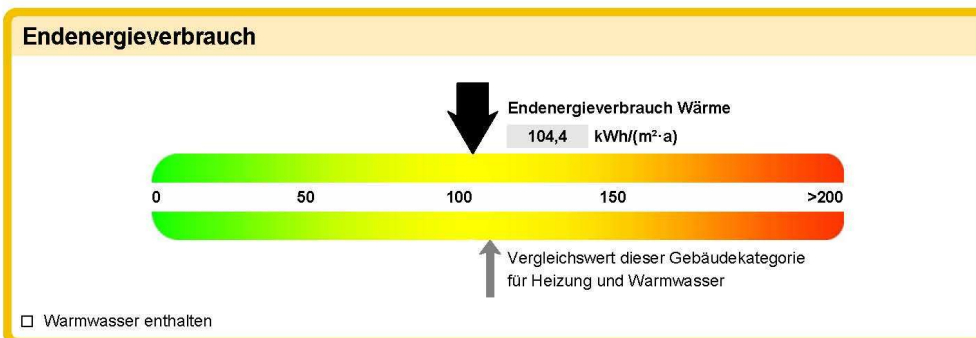 Endenergieverbrauch
Endenergieverbrauch Wärme
104,4 kWh/(m²·a)
0 50 100 150 >200
Vergleichswert dieser Gebäudekategorie
für Heizung und Warmwasser
☐ Warmwasser enthalten